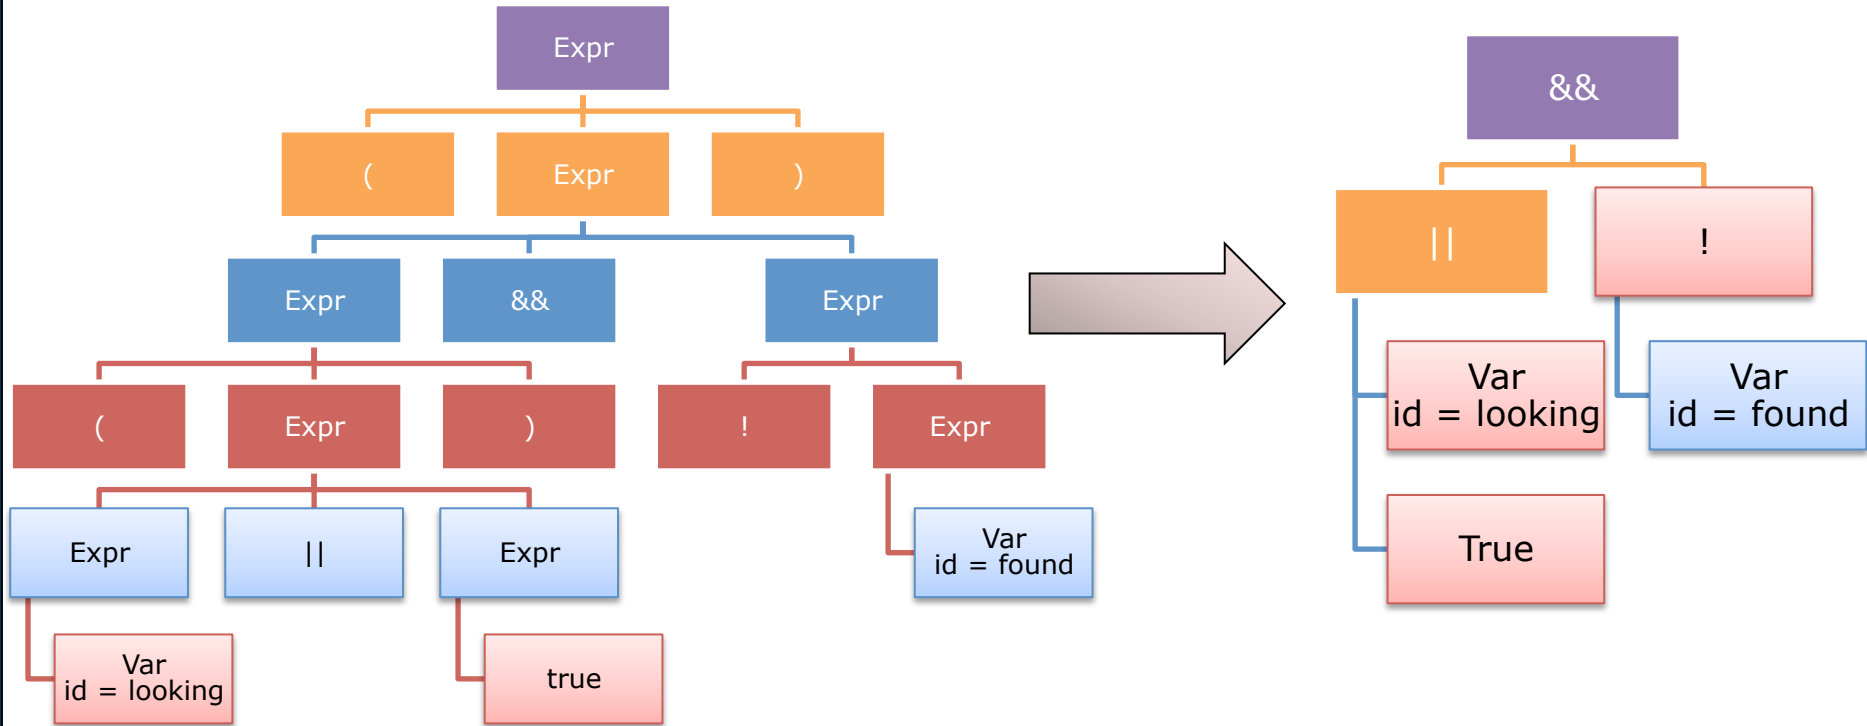 Expr
( Expr )
Expr && Expr
( Expr ) ! Expr
Expr || Expr
Var
id = found
Var
id = looking
true
&&
|| !
Var
id = looking
Var
id = found
True